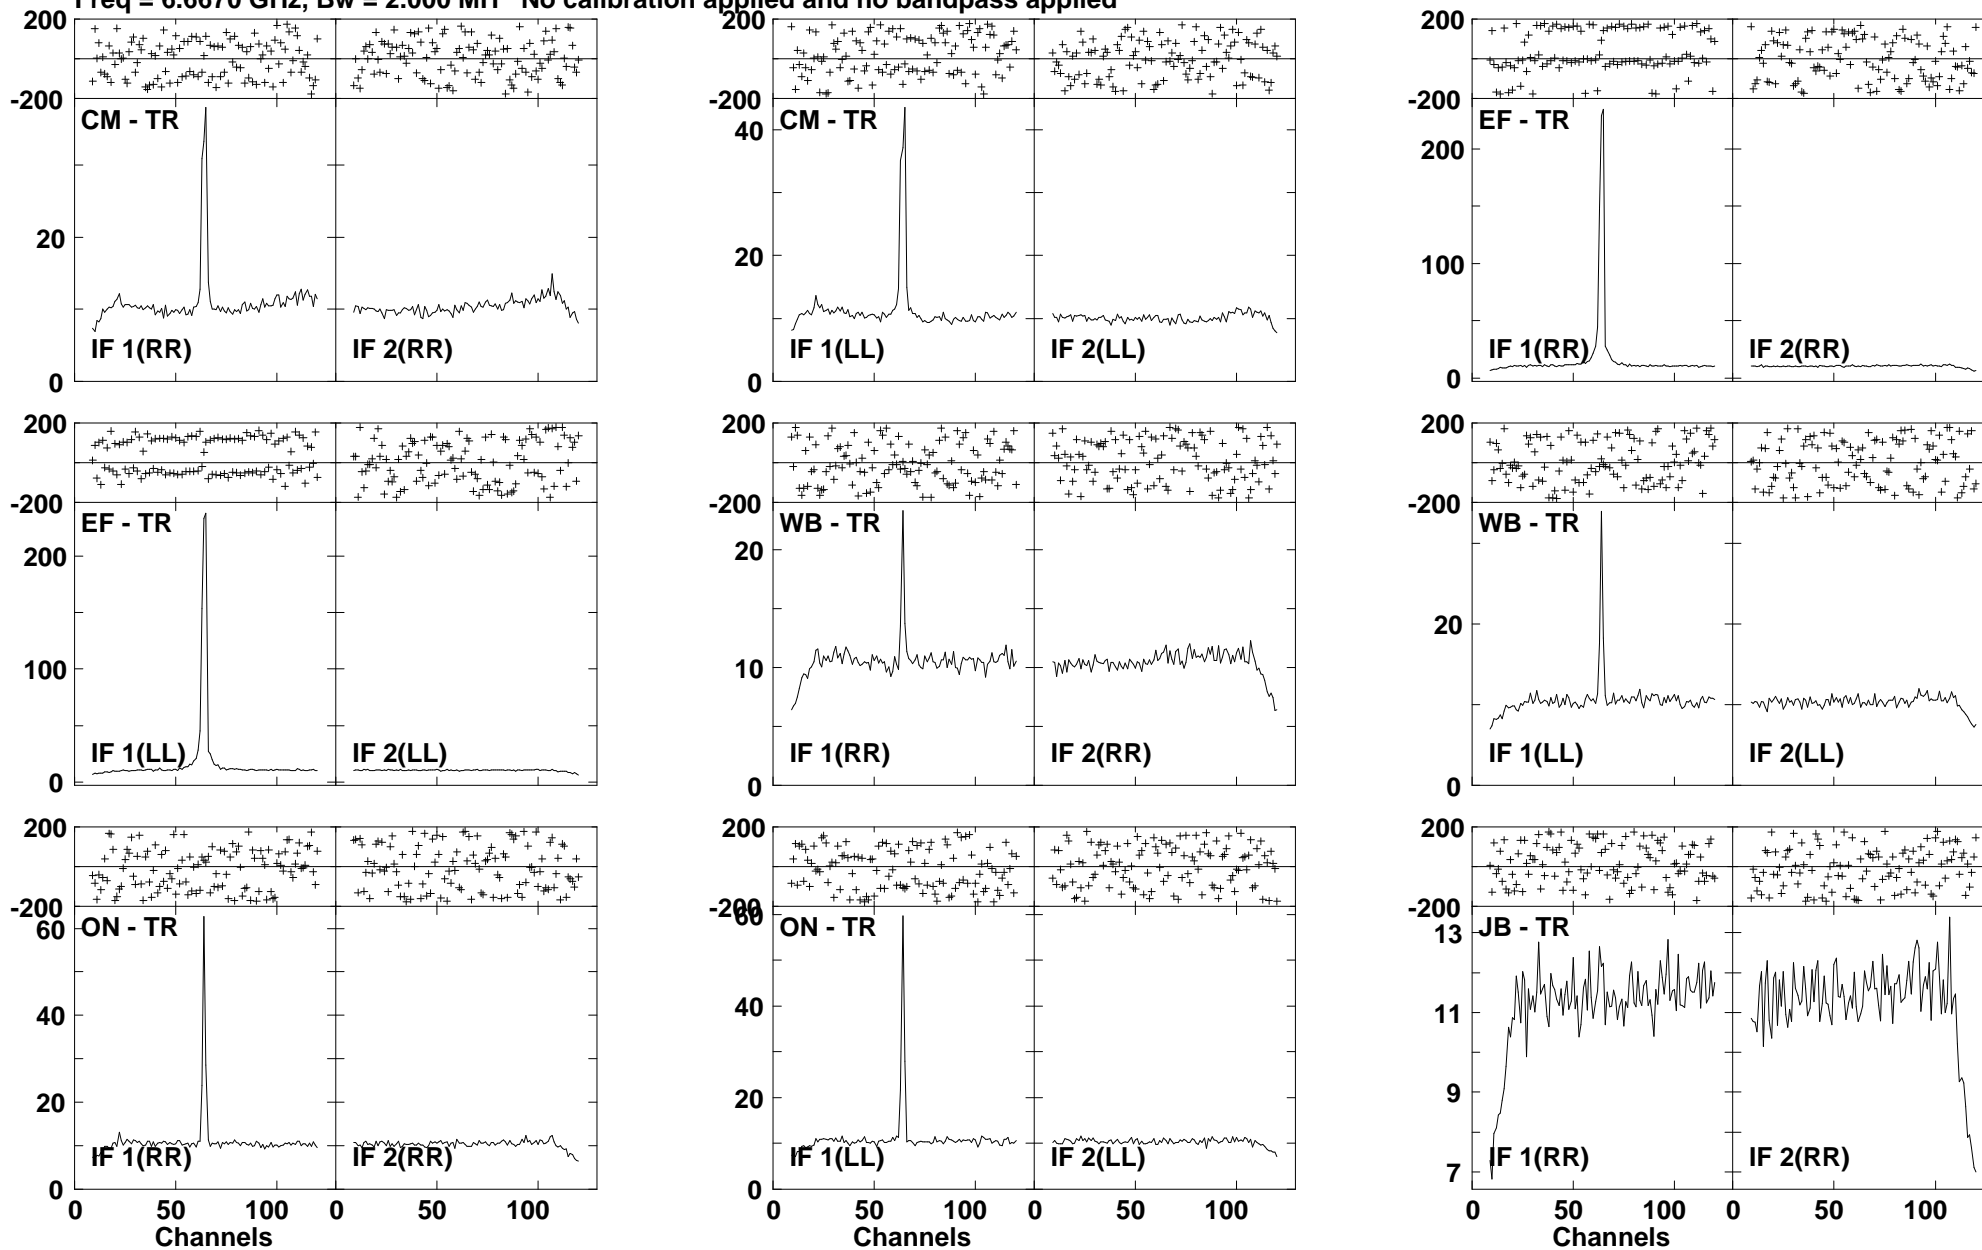 Freq = 6.6670 GHz, Bw = 2.000 MH No calibration applied and no bandpass applied
200 200 200
-200 -200 -200
CM - TR CM - TR EF - TR
40 200
20 20 100
IF 1(RR) IF 2(RR) IF 1(LL) IF 2(LL) IF 1(RR) IF 2(RR)
0 0 0
200 200 200
-200 -200 -200
EF - TR WB - TR WB - TR
200 20 20
100 10
IF 1(LL) IF 2(LL) IF 1(RR) IF 2(RR) IF 1(LL) IF 2(LL)
0 0 0
200 200 200
-200 -200 -200
ON - TR ON - TR JB - TR
60 60 13
40 40 11
20 20 9
IF 1(RR) IF 2(RR) IF 1(LL) IF 2(LL) IF 1(RR) IF 2(RR)
0 0 7
0 50 100 0 50 100 0 50 100 0 50 100 0 50 100 0 50 100
Channels Channels Channels